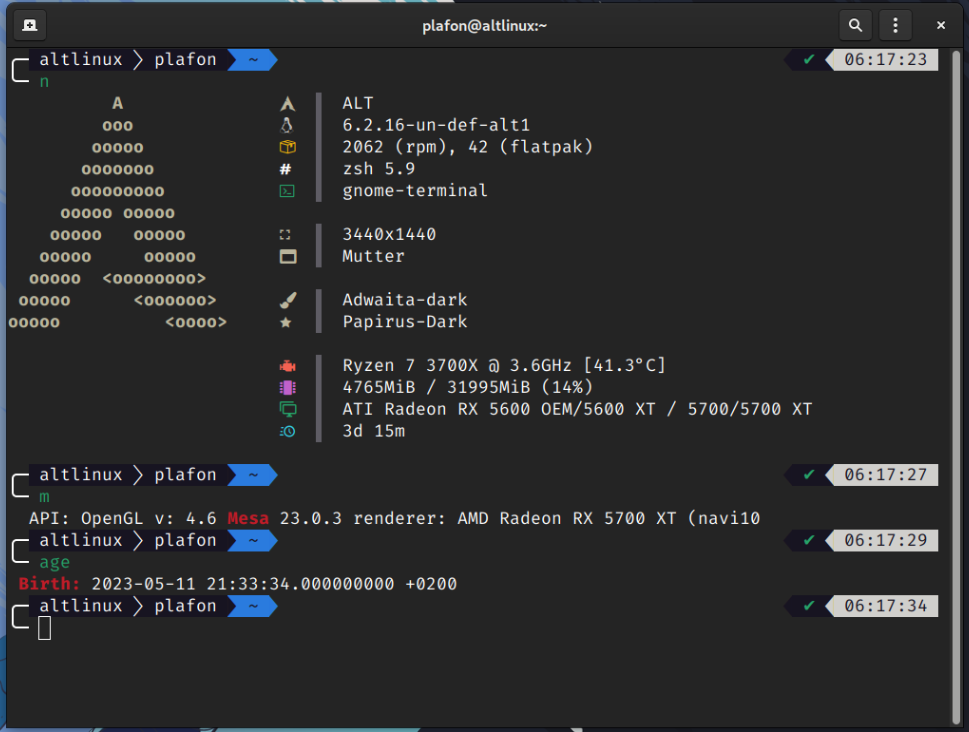 plafon@altlinux:~
altlinux plafon ~ ✔ 06:17:23
n
A ALT
ooo 6.2.16-un-def-alt1
ooooo 2062 (rpm), 42 (flatpak)
ooooooo # zsh 5.9
ooooooooo gnome-terminal
ooooo ooooo
ooooo ooooo 3440x1440
ooooo ooooo Mutter
ooooo <oooooooo>
ooooo <oooooo> Adwaita-dark
ooooo <oooo> Papirus-Dark
Ryzen 7 3700X @ 3.6GHz [41.3°C]
4765MiB / 31995MiB (14%)
ATI Radeon RX 5600 OEM/5600 XT / 5700/5700 XT
3d 15m
altlinux plafon ~ ✔ 06:17:27
m
API: OpenGL v: 4.6 Mesa 23.0.3 renderer: AMD Radeon RX 5700 XT (navi10
altlinux plafon ~ ✔ 06:17:29
age
Birth: 2023-05-11 21:33:34.000000000 +0200
altlinux plafon ~ ✔ 06:17:34